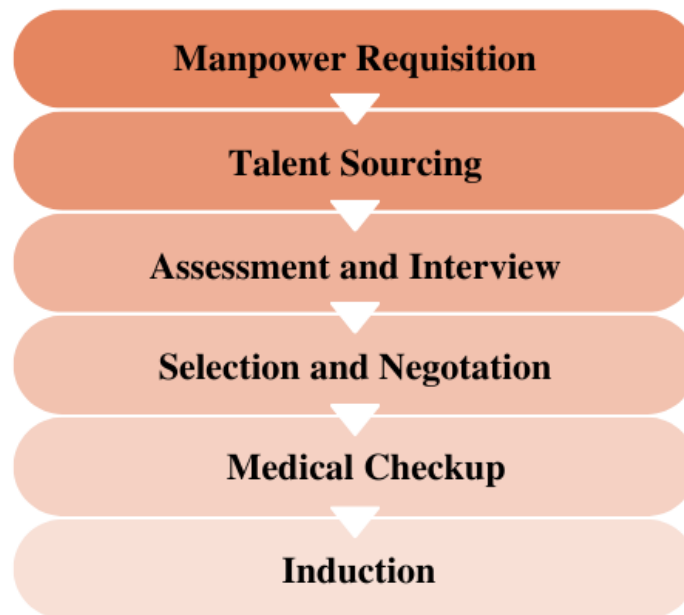 Manpower Requisition
Talent Sourcing
Assessment and Interview
Selection and Negotation
Medical Checkup
Induction